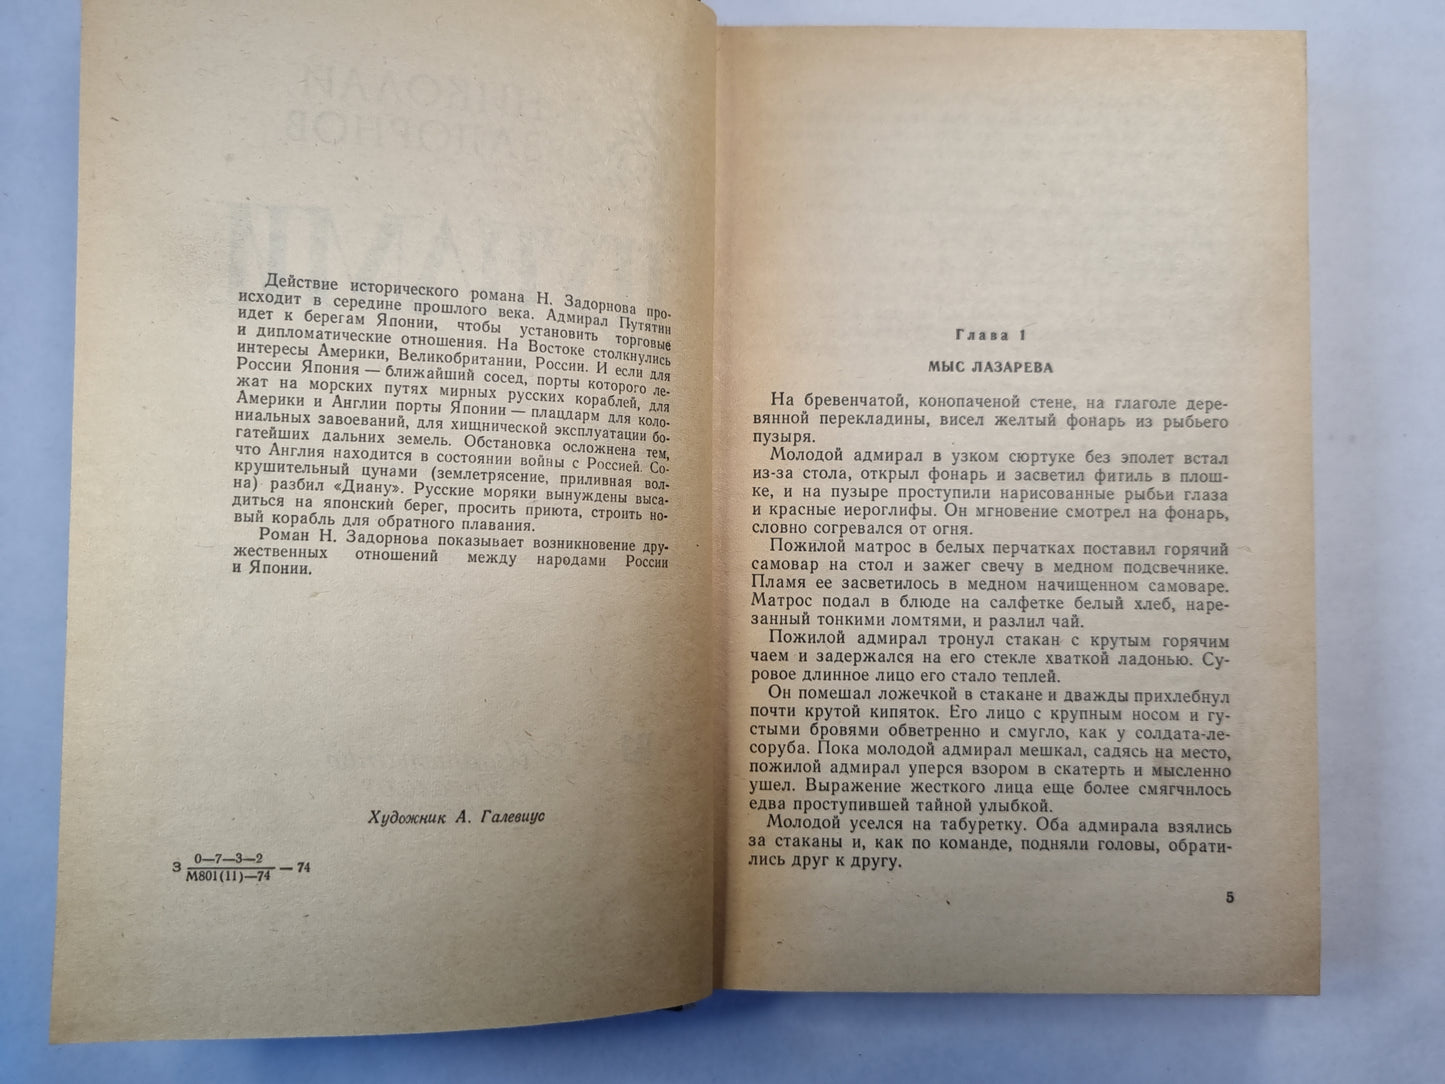 Действие исторического романа Н. Задорнова про-
исходит в середине прошлого века. Адмирал Путятин
идет к берегам Японии, чтобы установить торговые
и дипломатические отношения. На Востоке столкнулись
интересы Америки, Великобритании, России. И если для
России Япония — ближайший сосед, порты которого ле-
жат на морских путях мирных русских кораблей, для
Америки и Англии порты Японии — плацдарм для коло-
ниальных завоеваний, для хищнической эксплуатации бо-
гатейших дальних земель. Обстановка осложнена тем,
что Англия находится в состоянии войны с Россией. Со-
крушительный цунами (землетрясение, приливная вол-
на) разбил «Диану». Русские моряки вынуждены выса-
диться на японский берег, просить приюта, строить но-
вый корабль для обратного плавания.
Роман Н. Задорнова показывает возникновение дру-
жественных отношений между народами России
и Японии.
Художник А. Галевиус
З 0—7—3—2
М801(11)—74 — 74
Глава 1
МЫС ЛАЗАРЕВА
На бревенчатой, конопаченой стене, на глаголе дере-
вянной перекладины, висел желтый фонарь из рыбьего
пузыря.
Молодой адмирал в узком сюртуке без эполет встал
из-за стола, открыл фонарь и засветил фитиль в плош-
ке, и на пузыре проступили нарисованные рыбьи глаза
и красные иероглифы. Он мгновение смотрел на фонарь,
словно согревался от огня.
Пожилой матрос в белых перчатках поставил горячий
самовар на стол и зажег свечу в медном подсвечнике.
Пламя ее засветилось в медном начищенном самоваре.
Матрос подал в блюде на салфетке белый хлеб, наре-
занный тонкими ломтями, и разлил чай.
Пожилой адмирал тронул стакан с крутым горячим
чаем и задержался на его стекле хваткой ладонью. Су-
ровое длинное лицо его стало теплей.
Он помешал ложечкой в стакане и дважды прихлебнул
почти крутой кипяток. Его лицо с крупным носом и гу-
стыми бровями обветренно и смугло, как у солдата-ле-
соруба. Пока молодой адмирал мешкал, садясь на место,
пожилой адмирал уперся взором в скатерть и мысленно
ушел. Выражение жесткого лица еще более смягчилось
едва проступившей тайной улыбкой.
Молодой уселся на табуретку. Оба адмирала взялись
за стаканы и, как по команде, подняли головы, обрати-
лись друг к другу.
5